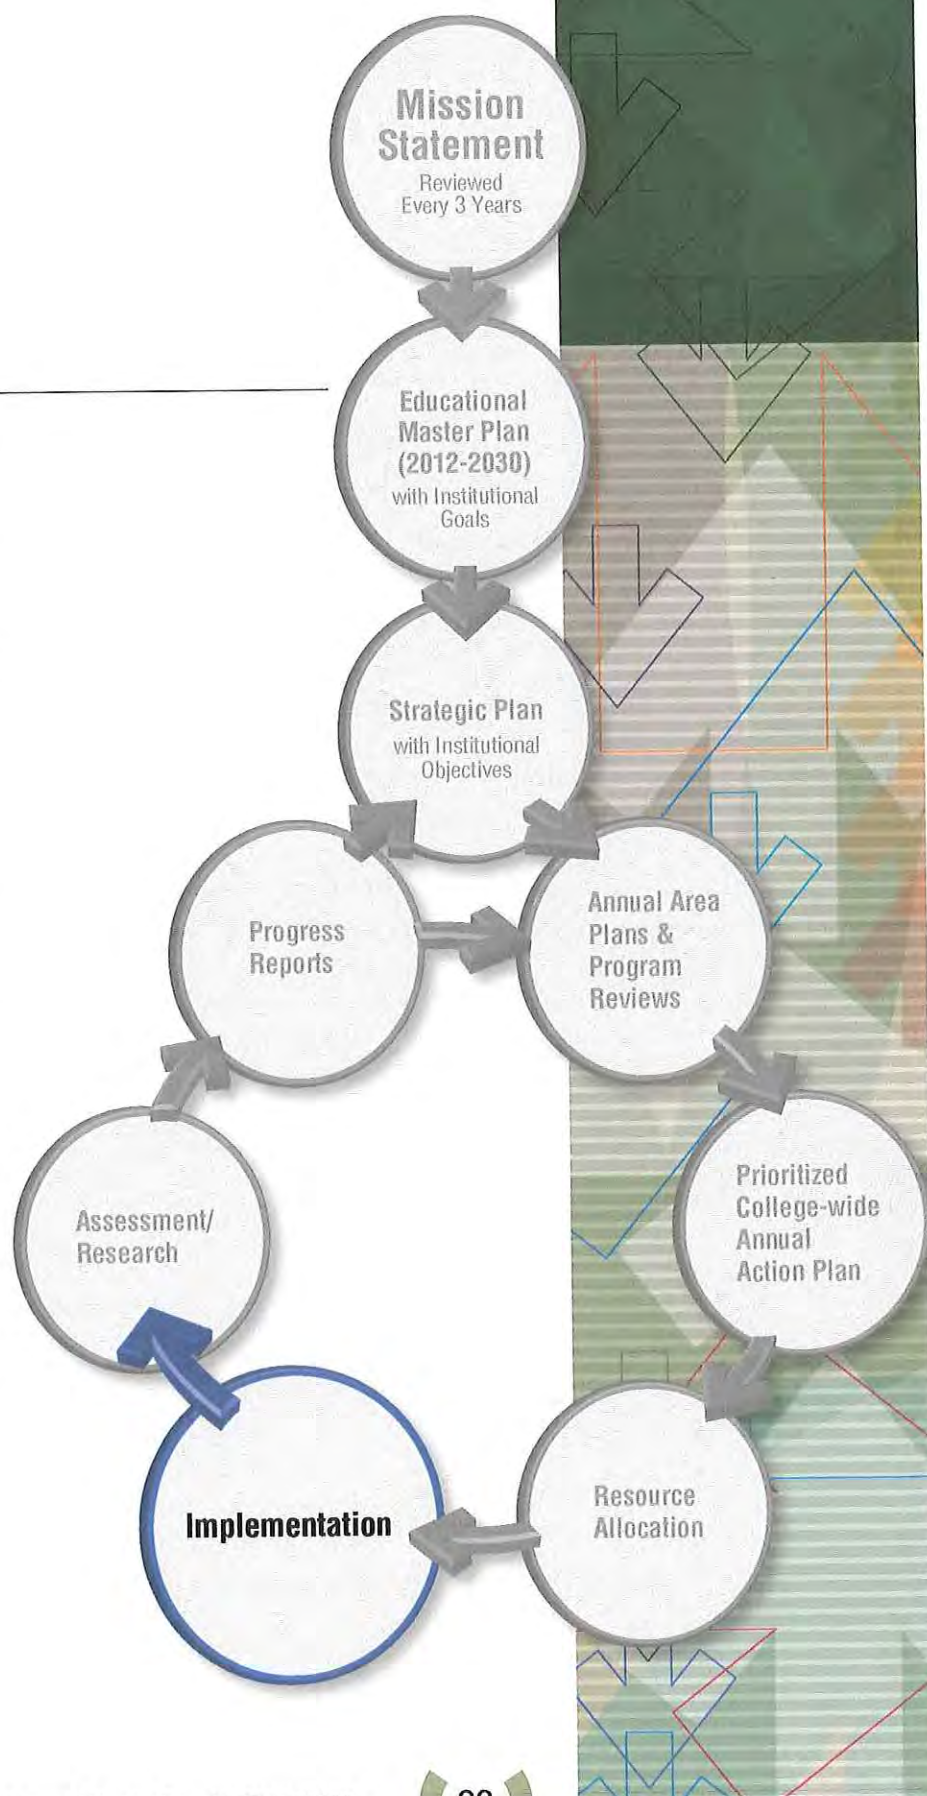 Mission
Statement
Reviewed
Every 3 Years
Educational
Master Plan
(2012-2030)
with Institutional
Goals
Strategic Plan
with Institutional
Objectives
Progress
Reports
Annual Area
Plans &
Program
Reviews
Assessment/
Research
Prioritized
College-wide
Annual
Action Plan
Implementation
Resource
Allocation